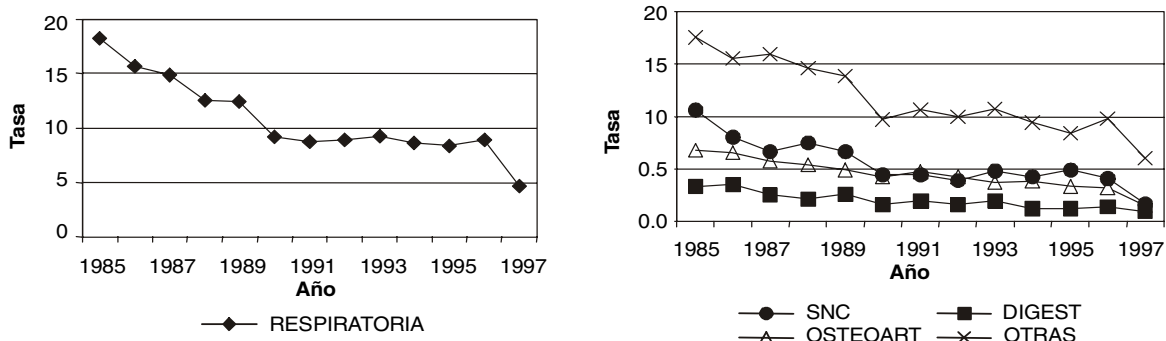 20
15
10
5
0
Tasa
1985 1987 1989 1991 1993 1995 1997
Año
RESPIRATORIA
20
15
10
0.5
0.0
Tasa
1985 1987 1989 1991 1993 1995 1997
Año
SNC DIGEST
OSTEOART OTRAS